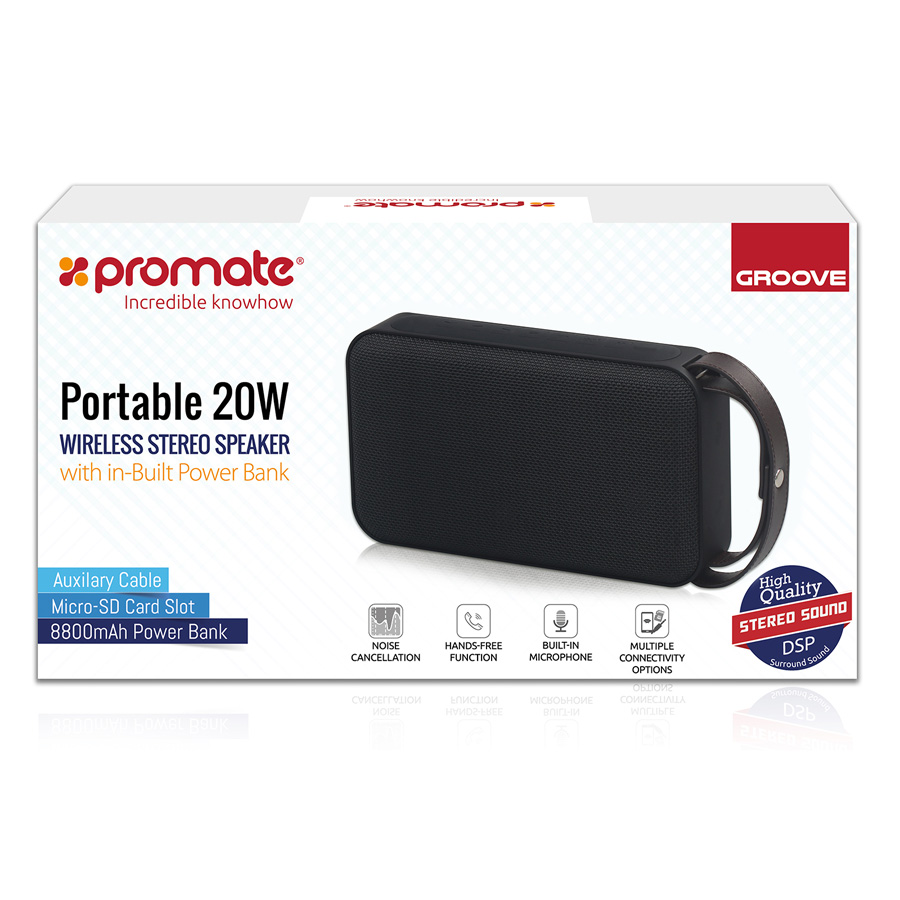 promate
Incredible knowhow
promate®
Incredible knowhow
GROOVE
Portable 20W
WIRELESS STEREO SPEAKER
with in-Built Power Bank
Auxilary Cable
Micro-SD Card Slot
8800mAh Power Bank
NOISE
CANCELLATION
HANDS-FREE
FUNCTION
BUILT-IN
MICROPHONE
MULTIPLE
CONNECTIVITY
OPTIONS
High
Quality
STEREO SOUND
DSP
Surround Sound